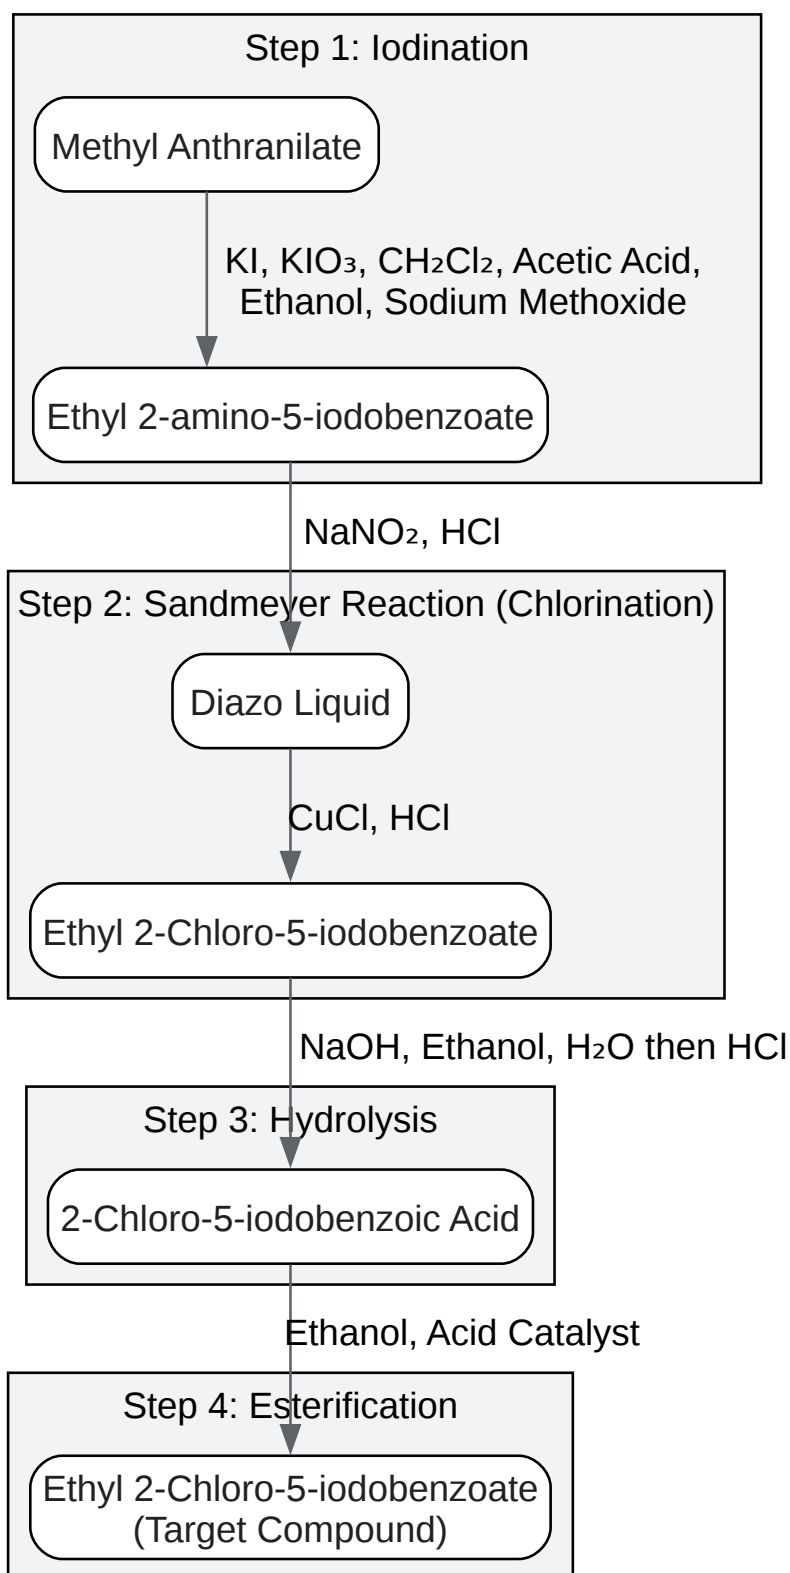 Step 1: Iodination
Methyl Anthranilate
KI, KIO₃, CH₂Cl₂, Acetic Acid,
Ethanol, Sodium Methoxide
Ethyl 2-amino-5-iodobenzoate
NaNO₂, HCl
Step 2: Sandmeyer Reaction (Chlorination)
Diazo Liquid
CuCl, HCl
Ethyl 2-Chloro-5-iodobenzoate
NaOH, Ethanol, H₂O then HCl
Step 3: Hydrolysis
2-Chloro-5-iodobenzoic Acid
Ethanol, Acid Catalyst
Step 4: Esterification
Ethyl 2-Chloro-5-iodobenzoate
(Target Compound)